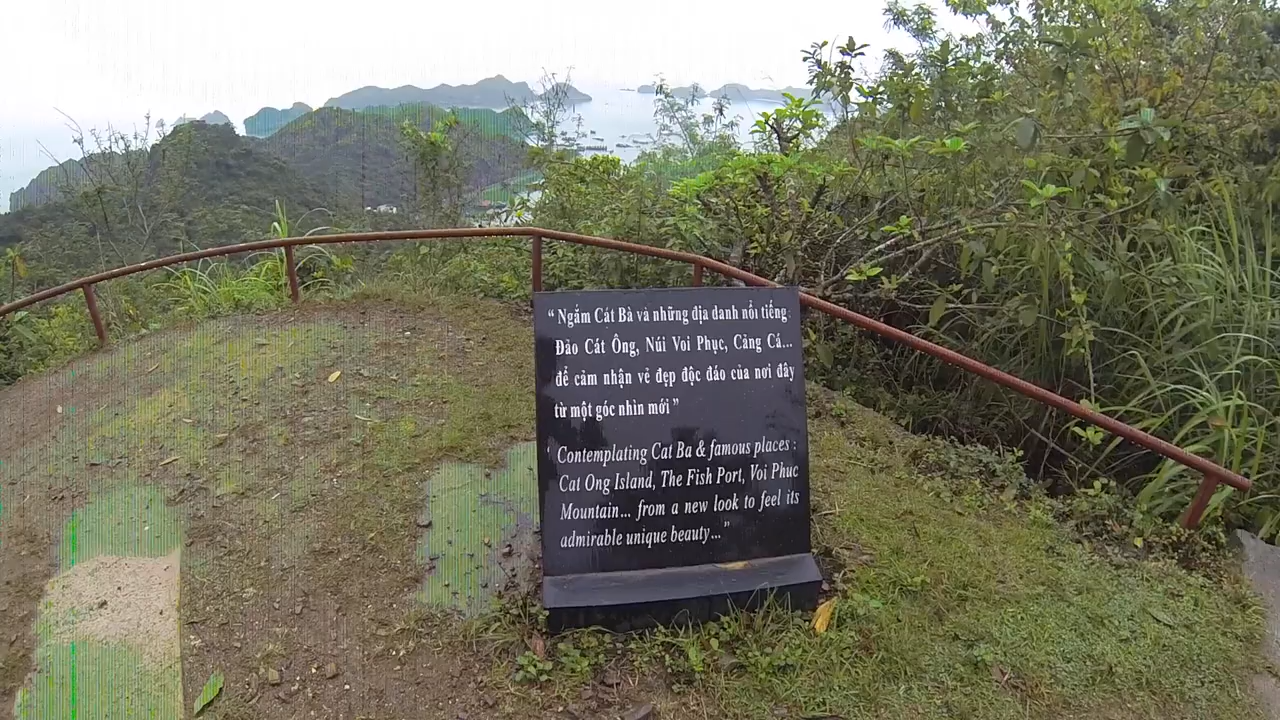 “ Ngắm Cát Bà và những địa danh nổi tiếng:
Đảo Cát Ông, Núi Voi Phục, Cảng Cá...
để cảm nhận vẻ đẹp độc đáo của nơi đây
từ một góc nhìn mới ”
“ Contemplating Cat Ba & famous places :
Cat Ong Island, The Fish Port, Voi Phuc
Mountain... from a new look to feel its
admirable unique beauty... ”